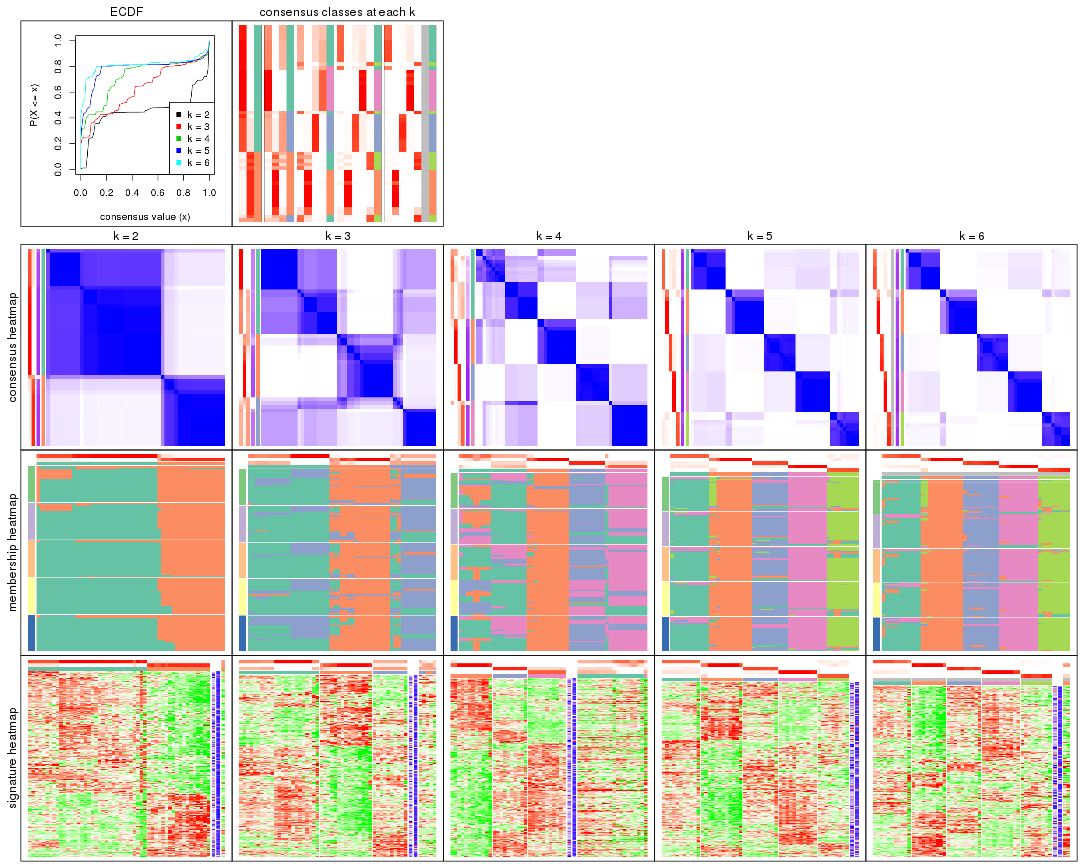 ECDF
consensus classes at each k
P(X <= x)
0.0 0.2 0.4 0.6 0.8 1.0
k = 2
k = 3
k = 4
k = 5
k = 6
0.0 0.2 0.4 0.6 0.8 1.0
consensus value (x)
k = 2
k = 3
k = 4
k = 5
k = 6
consensus heatmap
membership heatmap
signature heatmap